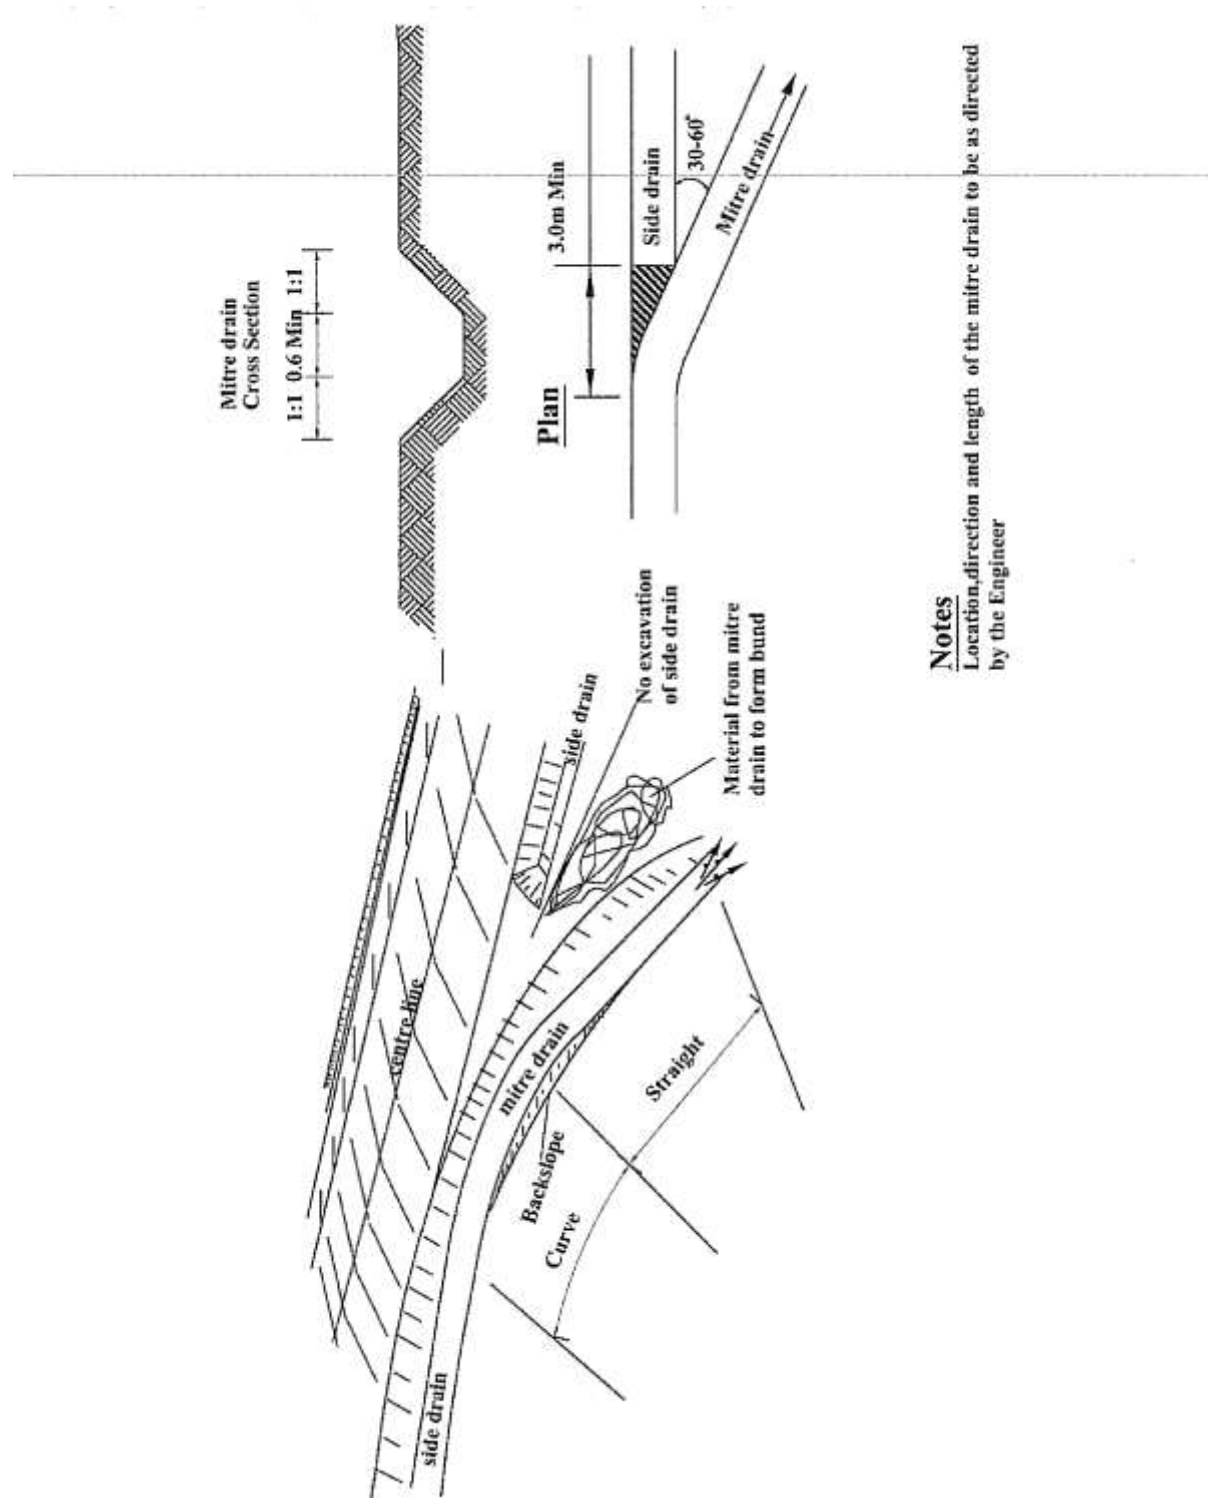 Mitre drain
Cross Section
1:1 0.6 Min 1:1
Plan
3.0m Min
Side drain
30-60°
Mitre drain
centre line
side drain
No excavation
of side drain
Material from mitre
drain to form bund
mitre drain
Backslope
Curve
Straight
side drain
Notes
Location,direction and length of the mitre drain to be as directed
by the Engineer